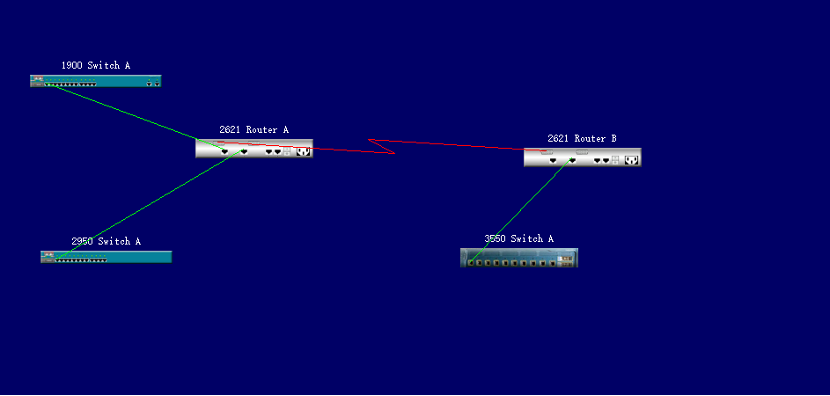 1900 Switch A
2621 Router A
2621 Router B
2950 Switch A
3550 Switch A